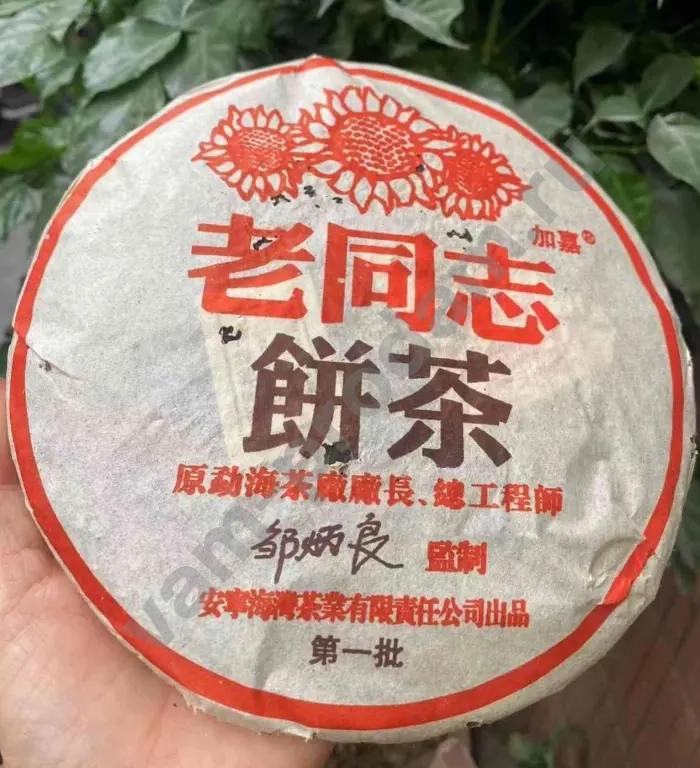 加嘉®
老同志
餅茶
原勐海茶廠廠長、總工程師
邹炳良 監制
安寧海灣茶業有限責任公司出品
第一批